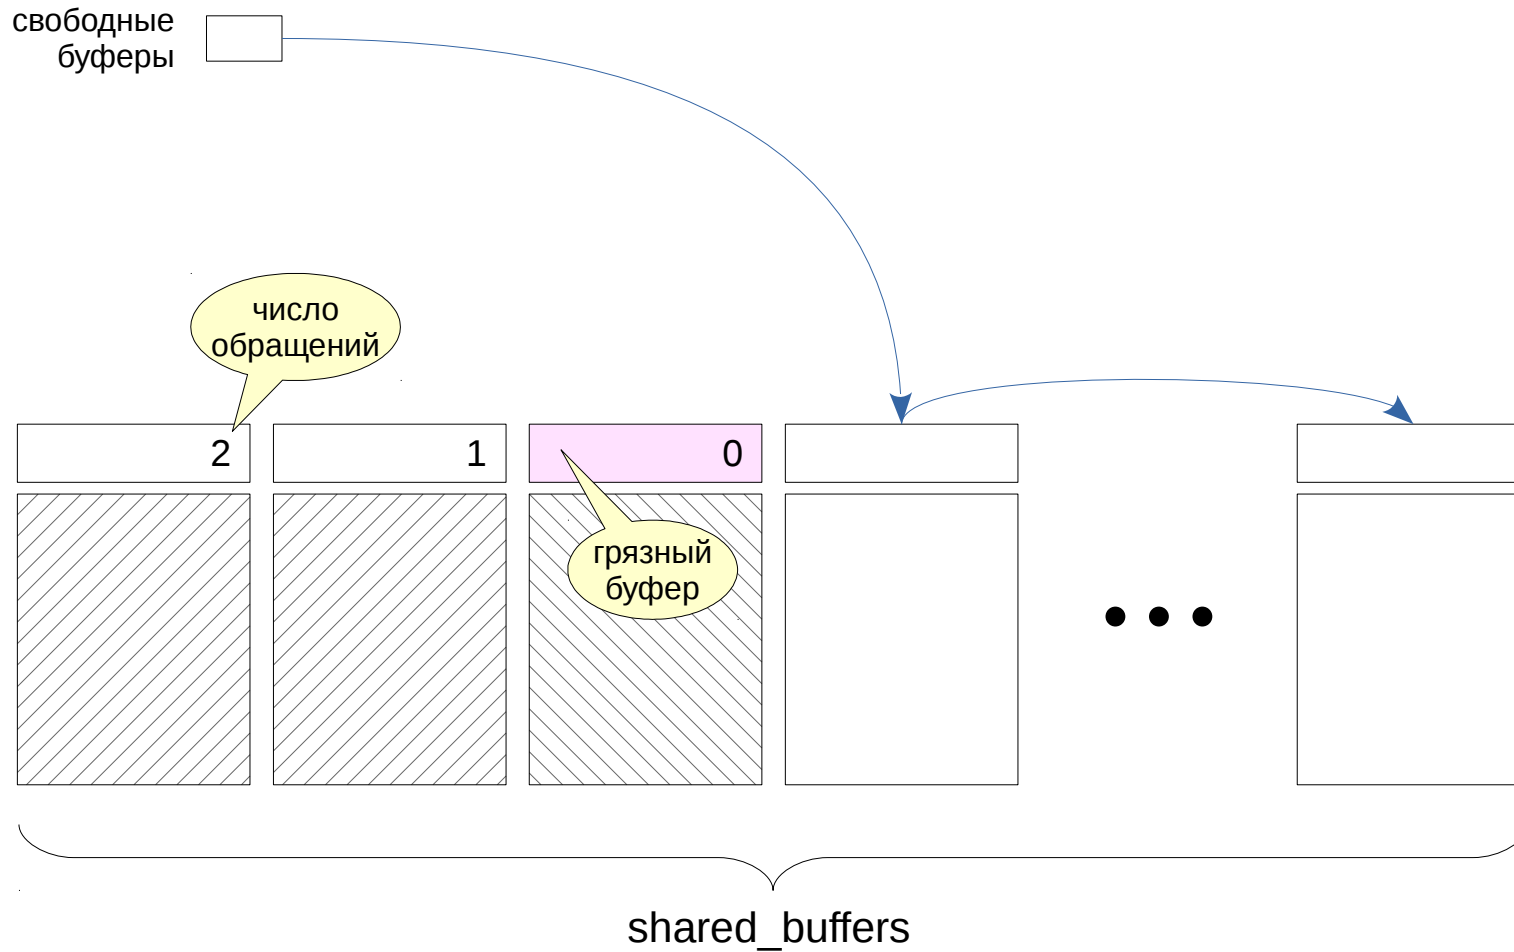 свободные
буферы
число
обращений
2
1
0
грязный
буфер
shared_buffers